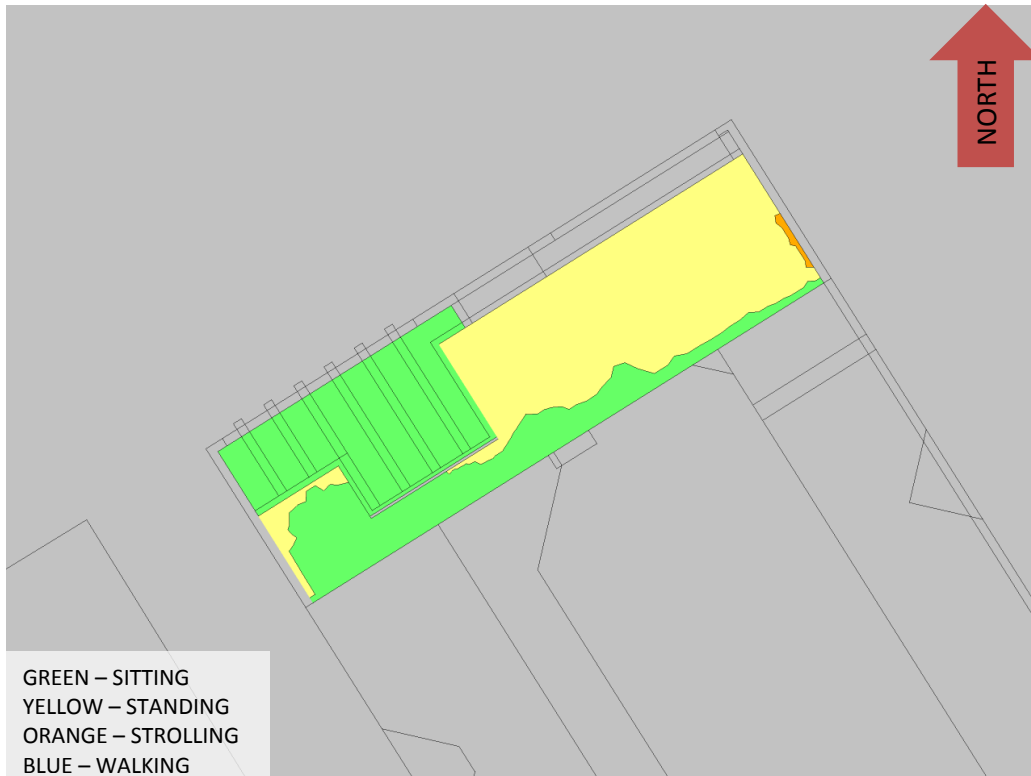 NORTH
GREEN – SITTING
YELLOW – STANDING
ORANGE – STROLLING
BLUE – WALKING